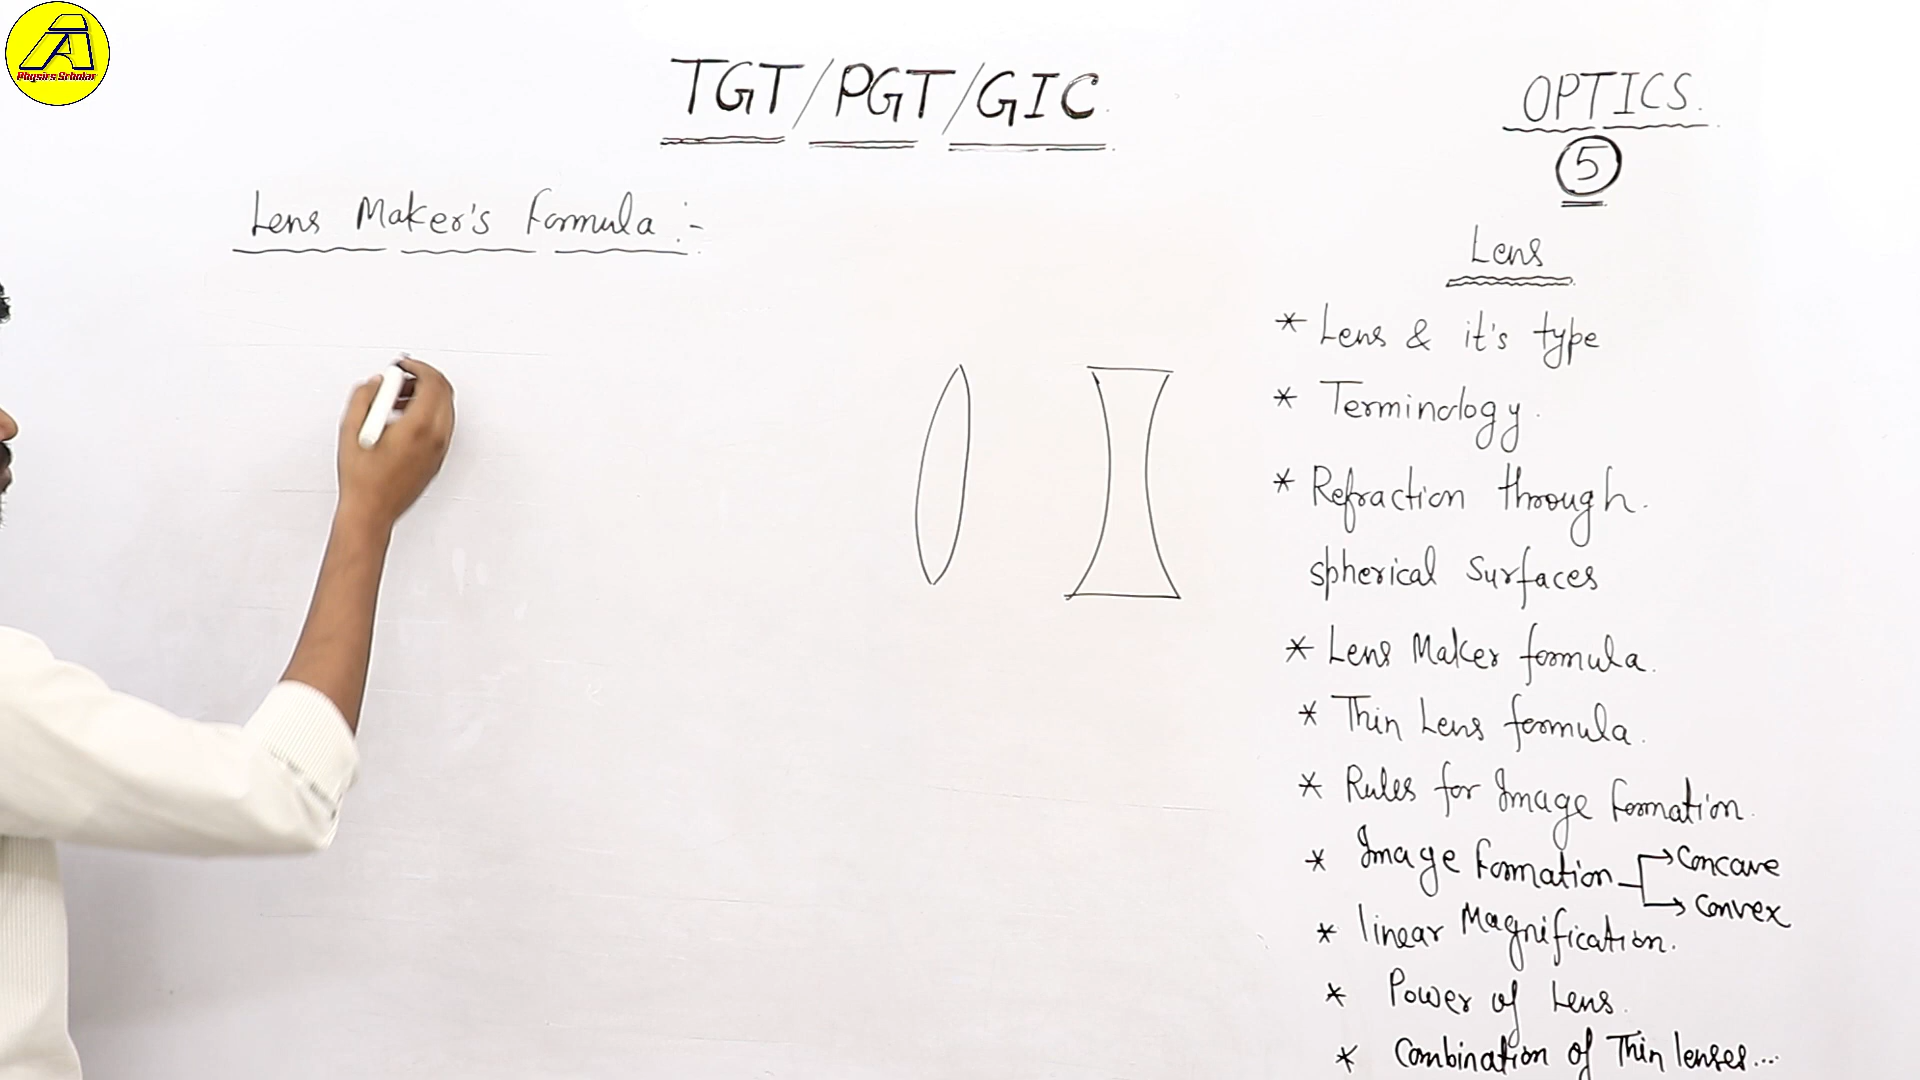 A
Physics Scholar
TGT/PGT/GIC.
OPTICS.
5
Lens Maker's formula :-
Lens
* Lens & it's type
* Terminology.
* Refraction through.
spherical Surfaces
* Lens Maker formula.
* Thin Lens formula.
* Rules for Image formation.
* Image formation → Concave
→ Convex
* linear Magnification.
* Power of Lens.
* Combination of Thin lenses...